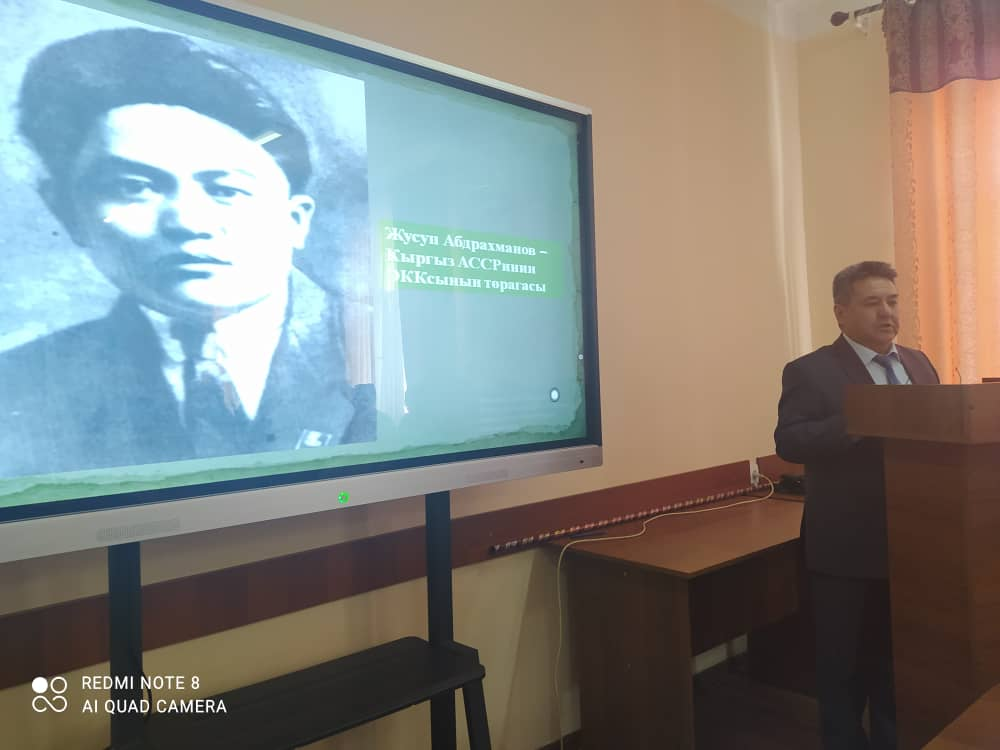 Жусуп Абдрахманов –
Кыргыз АССРинин
ЭККсынын төрагасы
REDMI NOTE 8
AI QUAD CAMERA